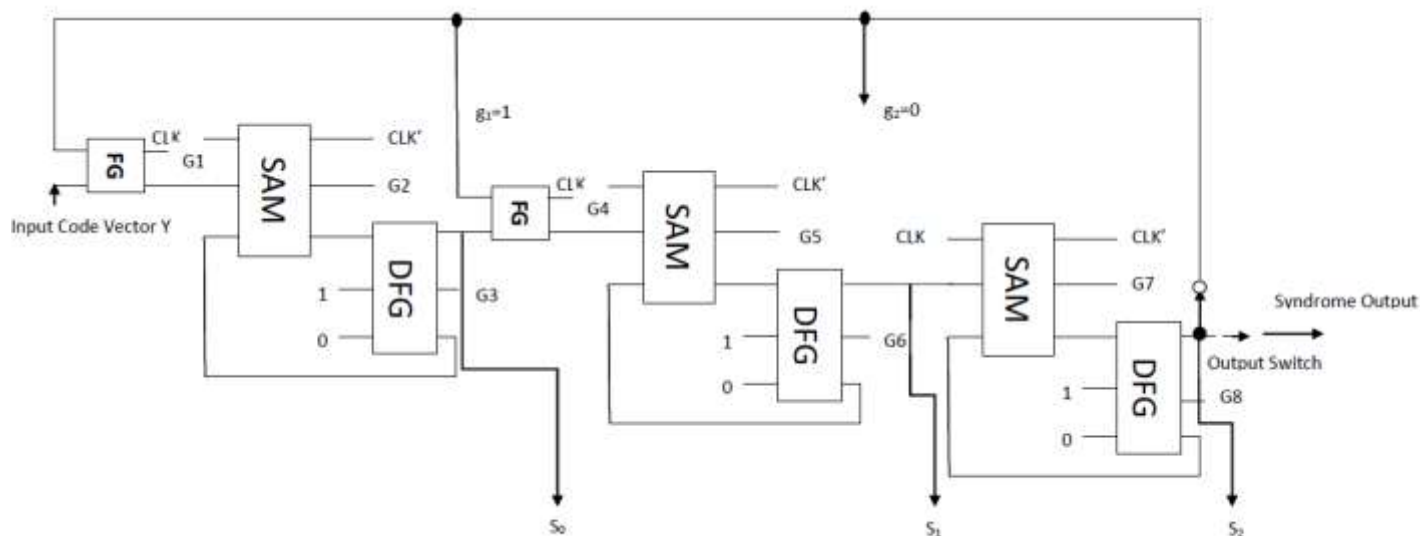 g₁=1
g₂=0
CLK
G1
FG
SAM
CLK'
G2
Input Code Vector Y
DFG
1
0
G3
CLK
G4
FG
SAM
CLK'
G5
DFG
1
0
G6
CLK
SAM
CLK'
G7
Syndrome Output
Output Switch
DFG
1
0
G8
S₀
S₁
S₂